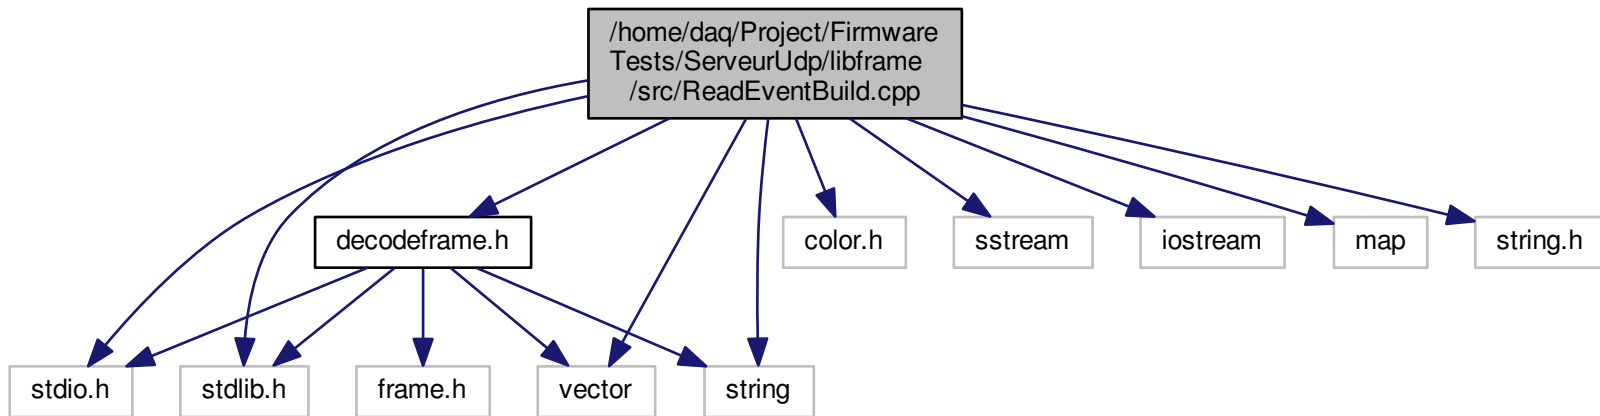 /home/daq/Project/Firmware
Tests/ServeurUdp/libframe
/src/ReadEventBuild.cpp
decodeframe.h
color.h
sstream
iostream
map
string.h
stdio.h
stdlib.h
frame.h
vector
string